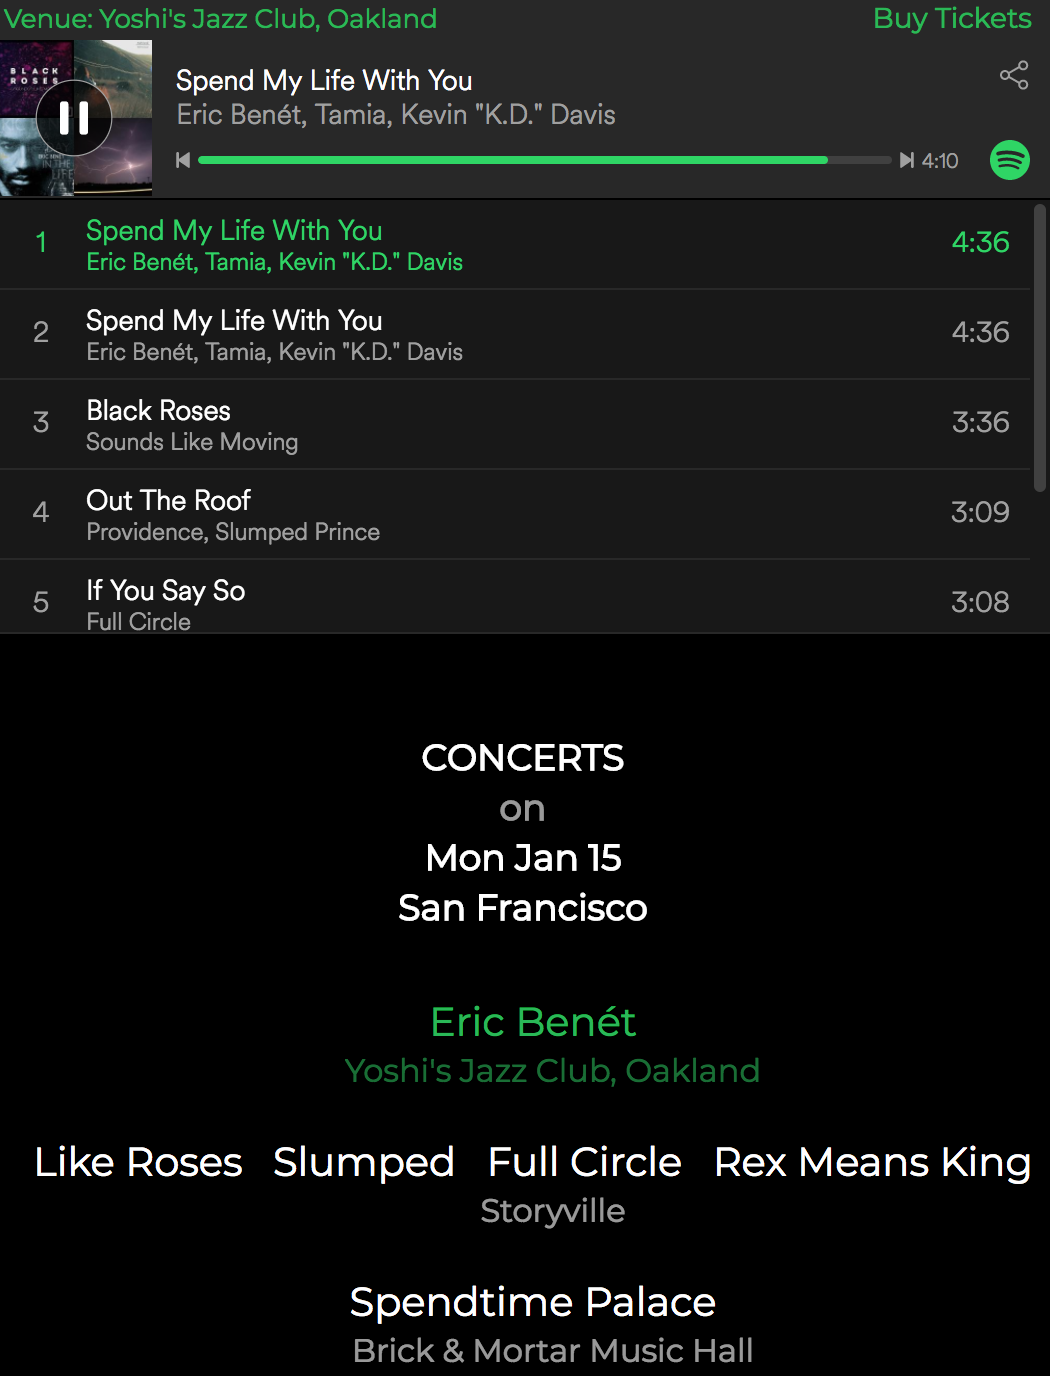 Venue: Yoshi's Jazz Club, Oakland
Buy Tickets
BLACK
ROSES
ERIC BENET
IN THE
LIFE
Spend My Life With You
Eric Benét, Tamia, Kevin "K.D." Davis
4:10
1
Spend My Life With You
Eric Benét, Tamia, Kevin "K.D." Davis
4:36
2
Spend My Life With You
Eric Benét, Tamia, Kevin "K.D." Davis
4:36
3
Black Roses
Sounds Like Moving
3:36
4
Out The Roof
Providence, Slumped Prince
3:09
5
If You Say So
Full Circle
3:08
CONCERTS
on
Mon Jan 15
San Francisco
Eric Benét
Yoshi's Jazz Club, Oakland
Like Roses Slumped Full Circle Rex Means King
Storyville
Spendtime Palace
Brick & Mortar Music Hall